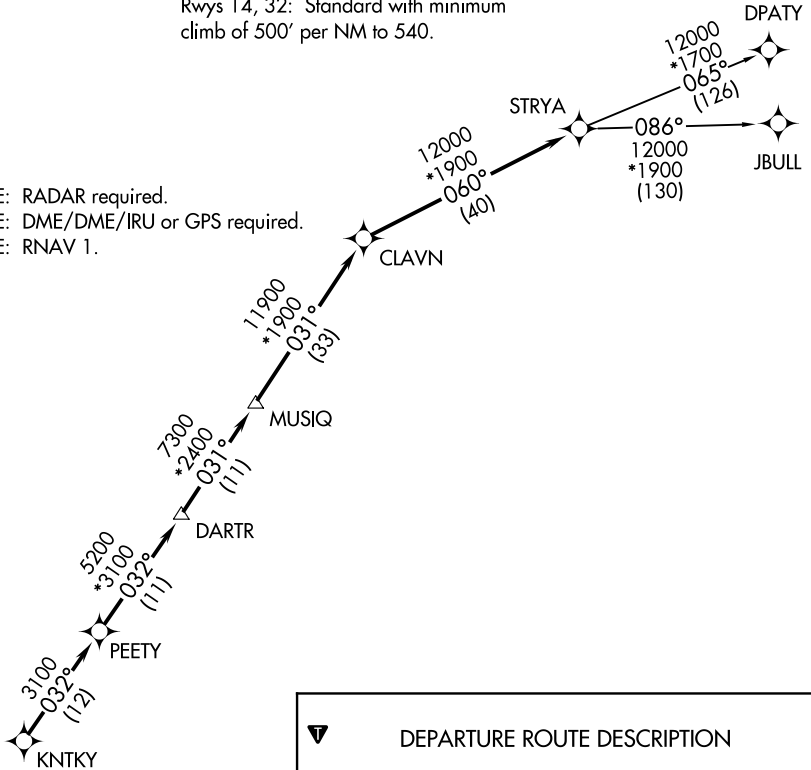 Rwys 14, 32: Standard with minimum
climb of 500' per NM to 540.
DPATY
12000
*1700
065°
(126)
STRYA
086°
12000
*1900
(130)
JBULL
12000
*1900
060°
(40)
E: RADAR required.
E: DME/DME/IRU or GPS required.
E: RNAV 1.
CLAVN
11900
*1900
031°
(33)
MUSIQ
7300
*2400
031°
(11)
DARTR
5200
*3100
032°
(11)
PEETY
3100
032°
(12)
KNTKY
T
DEPARTURE ROUTE DESCRIPTION